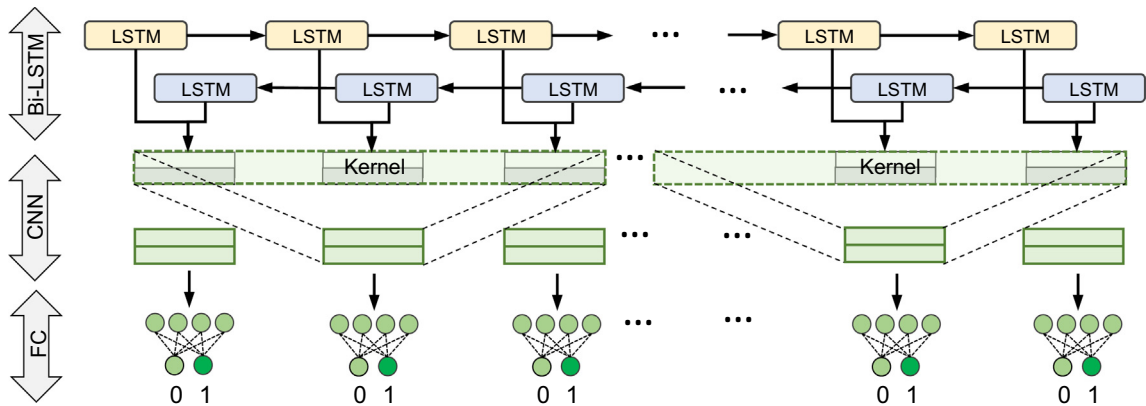 Bi-LSTM
LSTM LSTM LSTM ... LSTM LSTM
LSTM LSTM LSTM ... LSTM LSTM
CNN
Kernel ... Kernel
... ...
FC
... ...
0 1 0 1 0 1 0 1 0 1